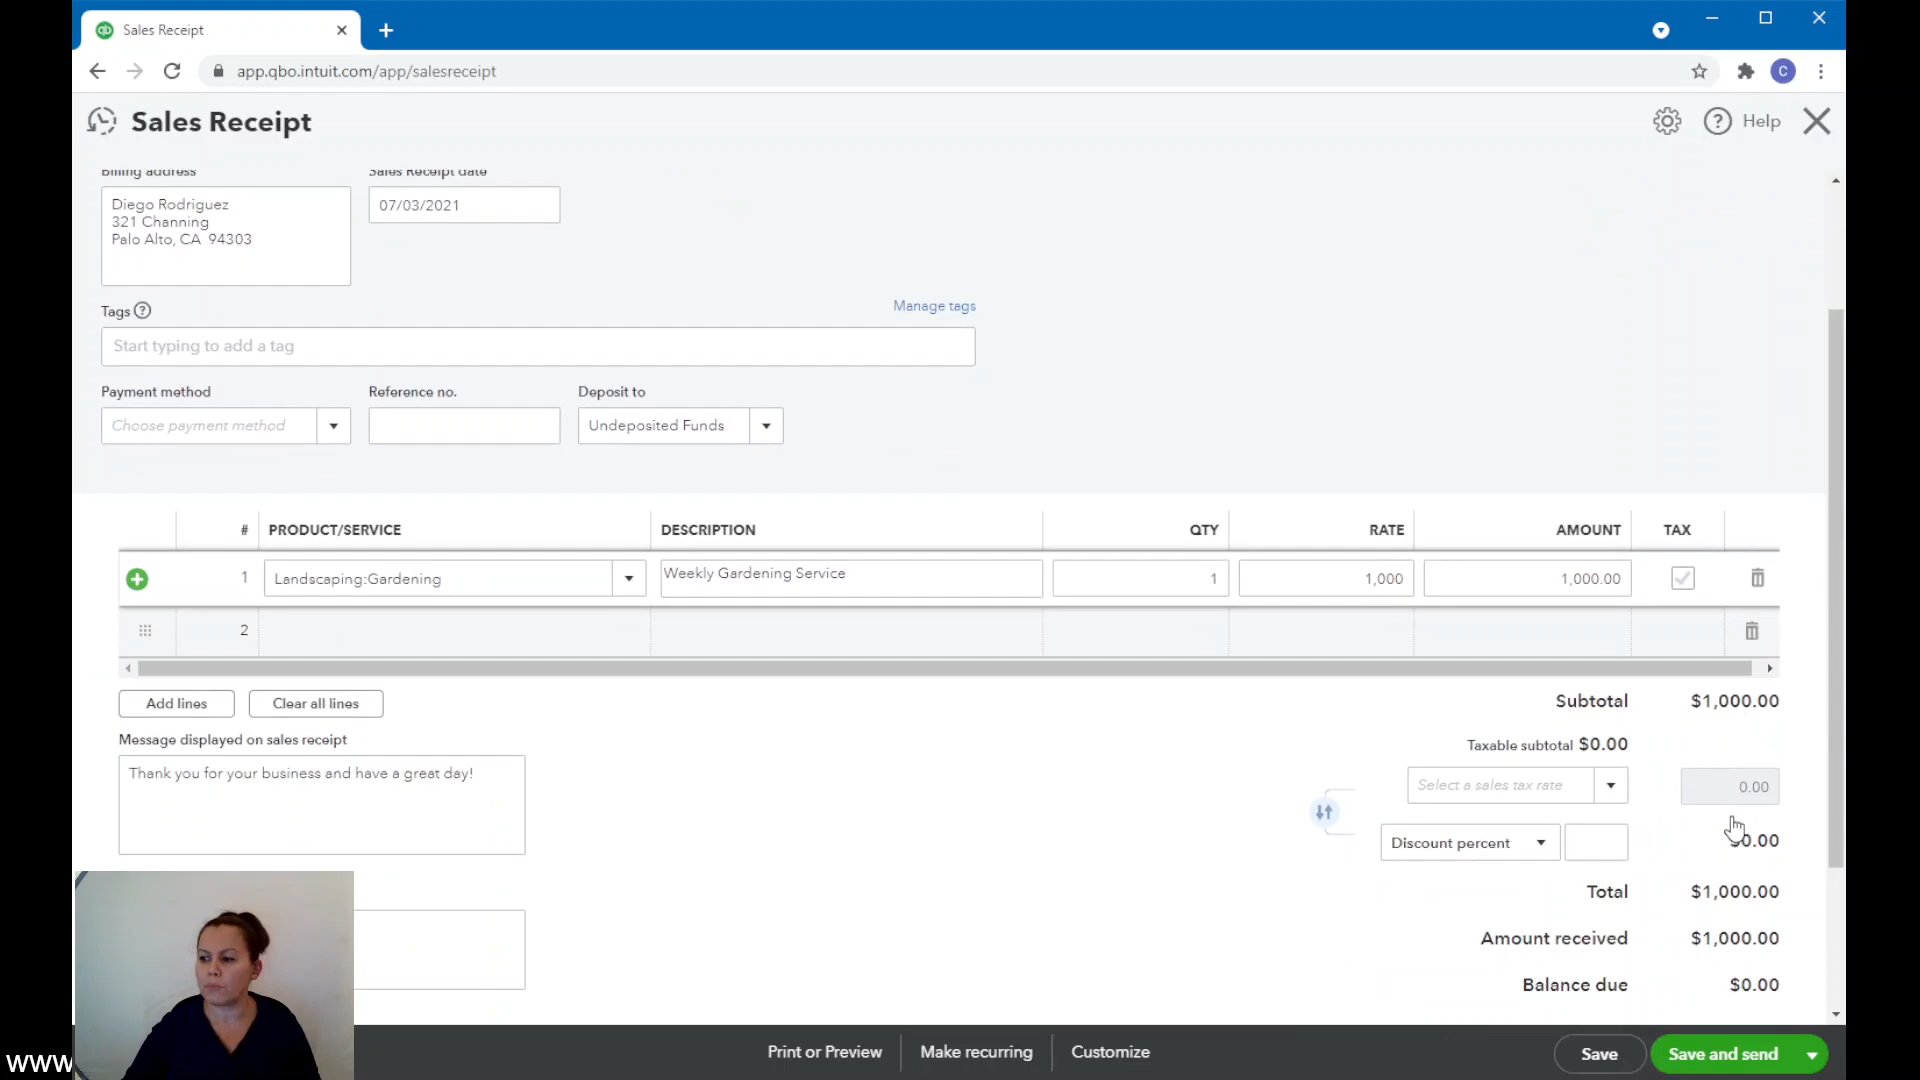 Sales Receipt
app.qbo.intuit.com/app/salesreceipt
C
Sales Receipt
Help
Billing address
Sales Receipt date
Diego Rodriguez
321 Channing
Palo Alto, CA 94303
07/03/2021
Tags
Manage tags
Start typing to add a tag
Payment method
Reference no.
Deposit to
Choose payment method
Undeposited Funds
# PRODUCT/SERVICE DESCRIPTION QTY RATE AMOUNT TAX
1 Landscaping:Gardening Weekly Gardening Service 1 1,000 1,000.00
2
Add lines
Clear all lines
Subtotal $1,000.00
Message displayed on sales receipt
Taxable subtotal $0.00
Thank you for your business and have a great day!
Select a sales tax rate
0.00
Discount percent
$0.00
Total $1,000.00
Amount received $1,000.00
Balance due $0.00
Print or Preview
Make recurring
Customize
Save
Save and send
www